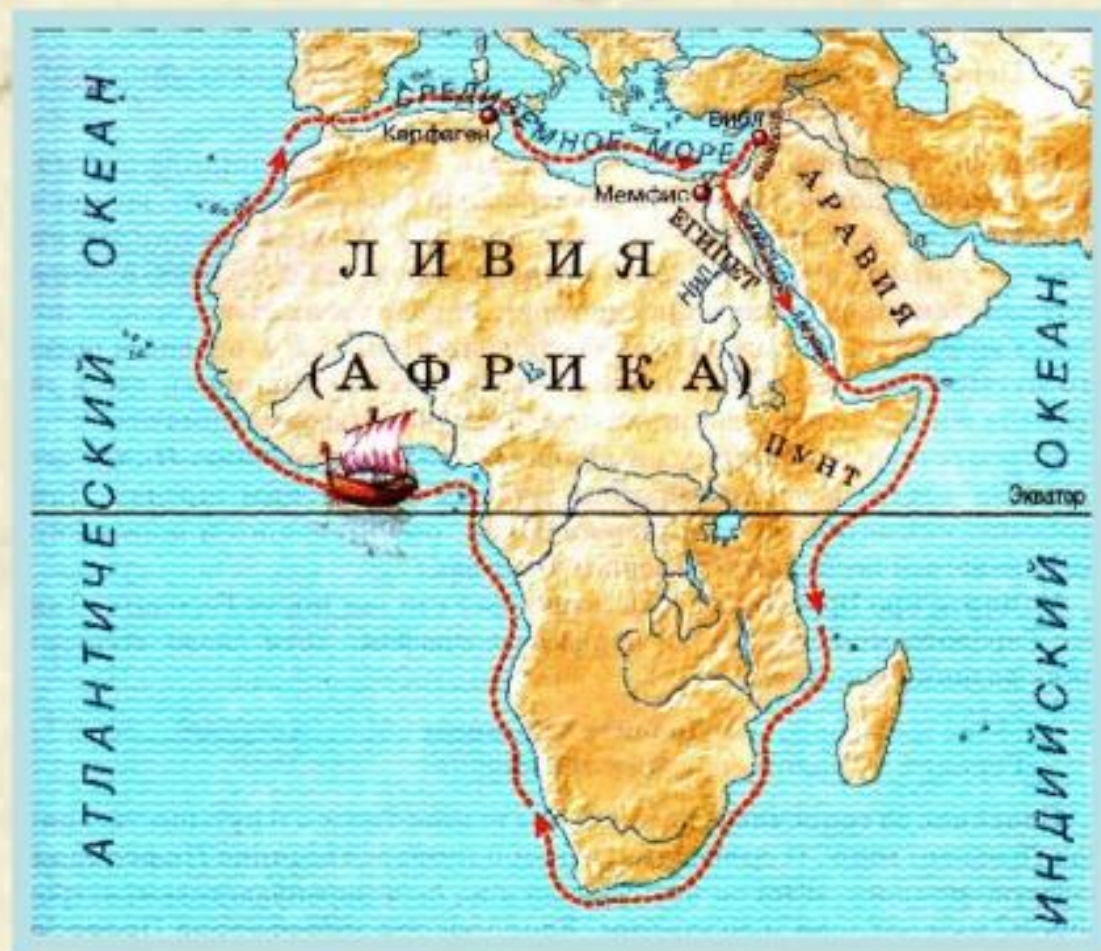 АТЛАНТИЧЕСКИЙ ОКЕАН
СРЕДИЗЕМНОЕ МОРЕ
Карфаген
Библ
Мемфис
ЕГИПЕТ
Нил
АРАВИЯ
ЛИВИЯ
(АФРИКА)
ПУНТ
Экватор
ИНДИЙСКИЙ ОКЕАН